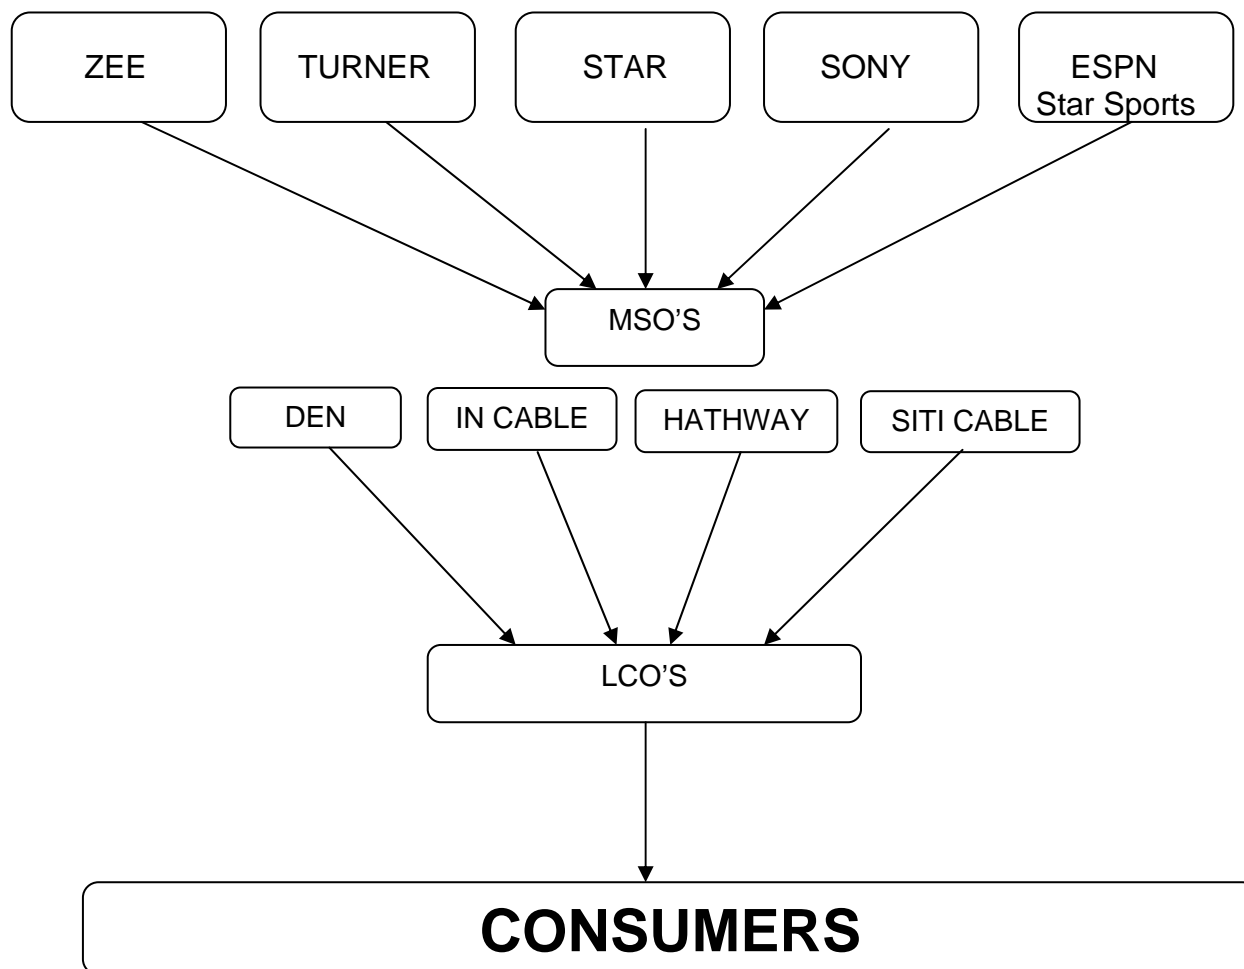 ZEE
TURNER
STAR
SONY
ESPN
Star Sports
MSO’S
DEN
IN CABLE
HATHWAY
SITI CABLE
LCO’S
CONSUMERS